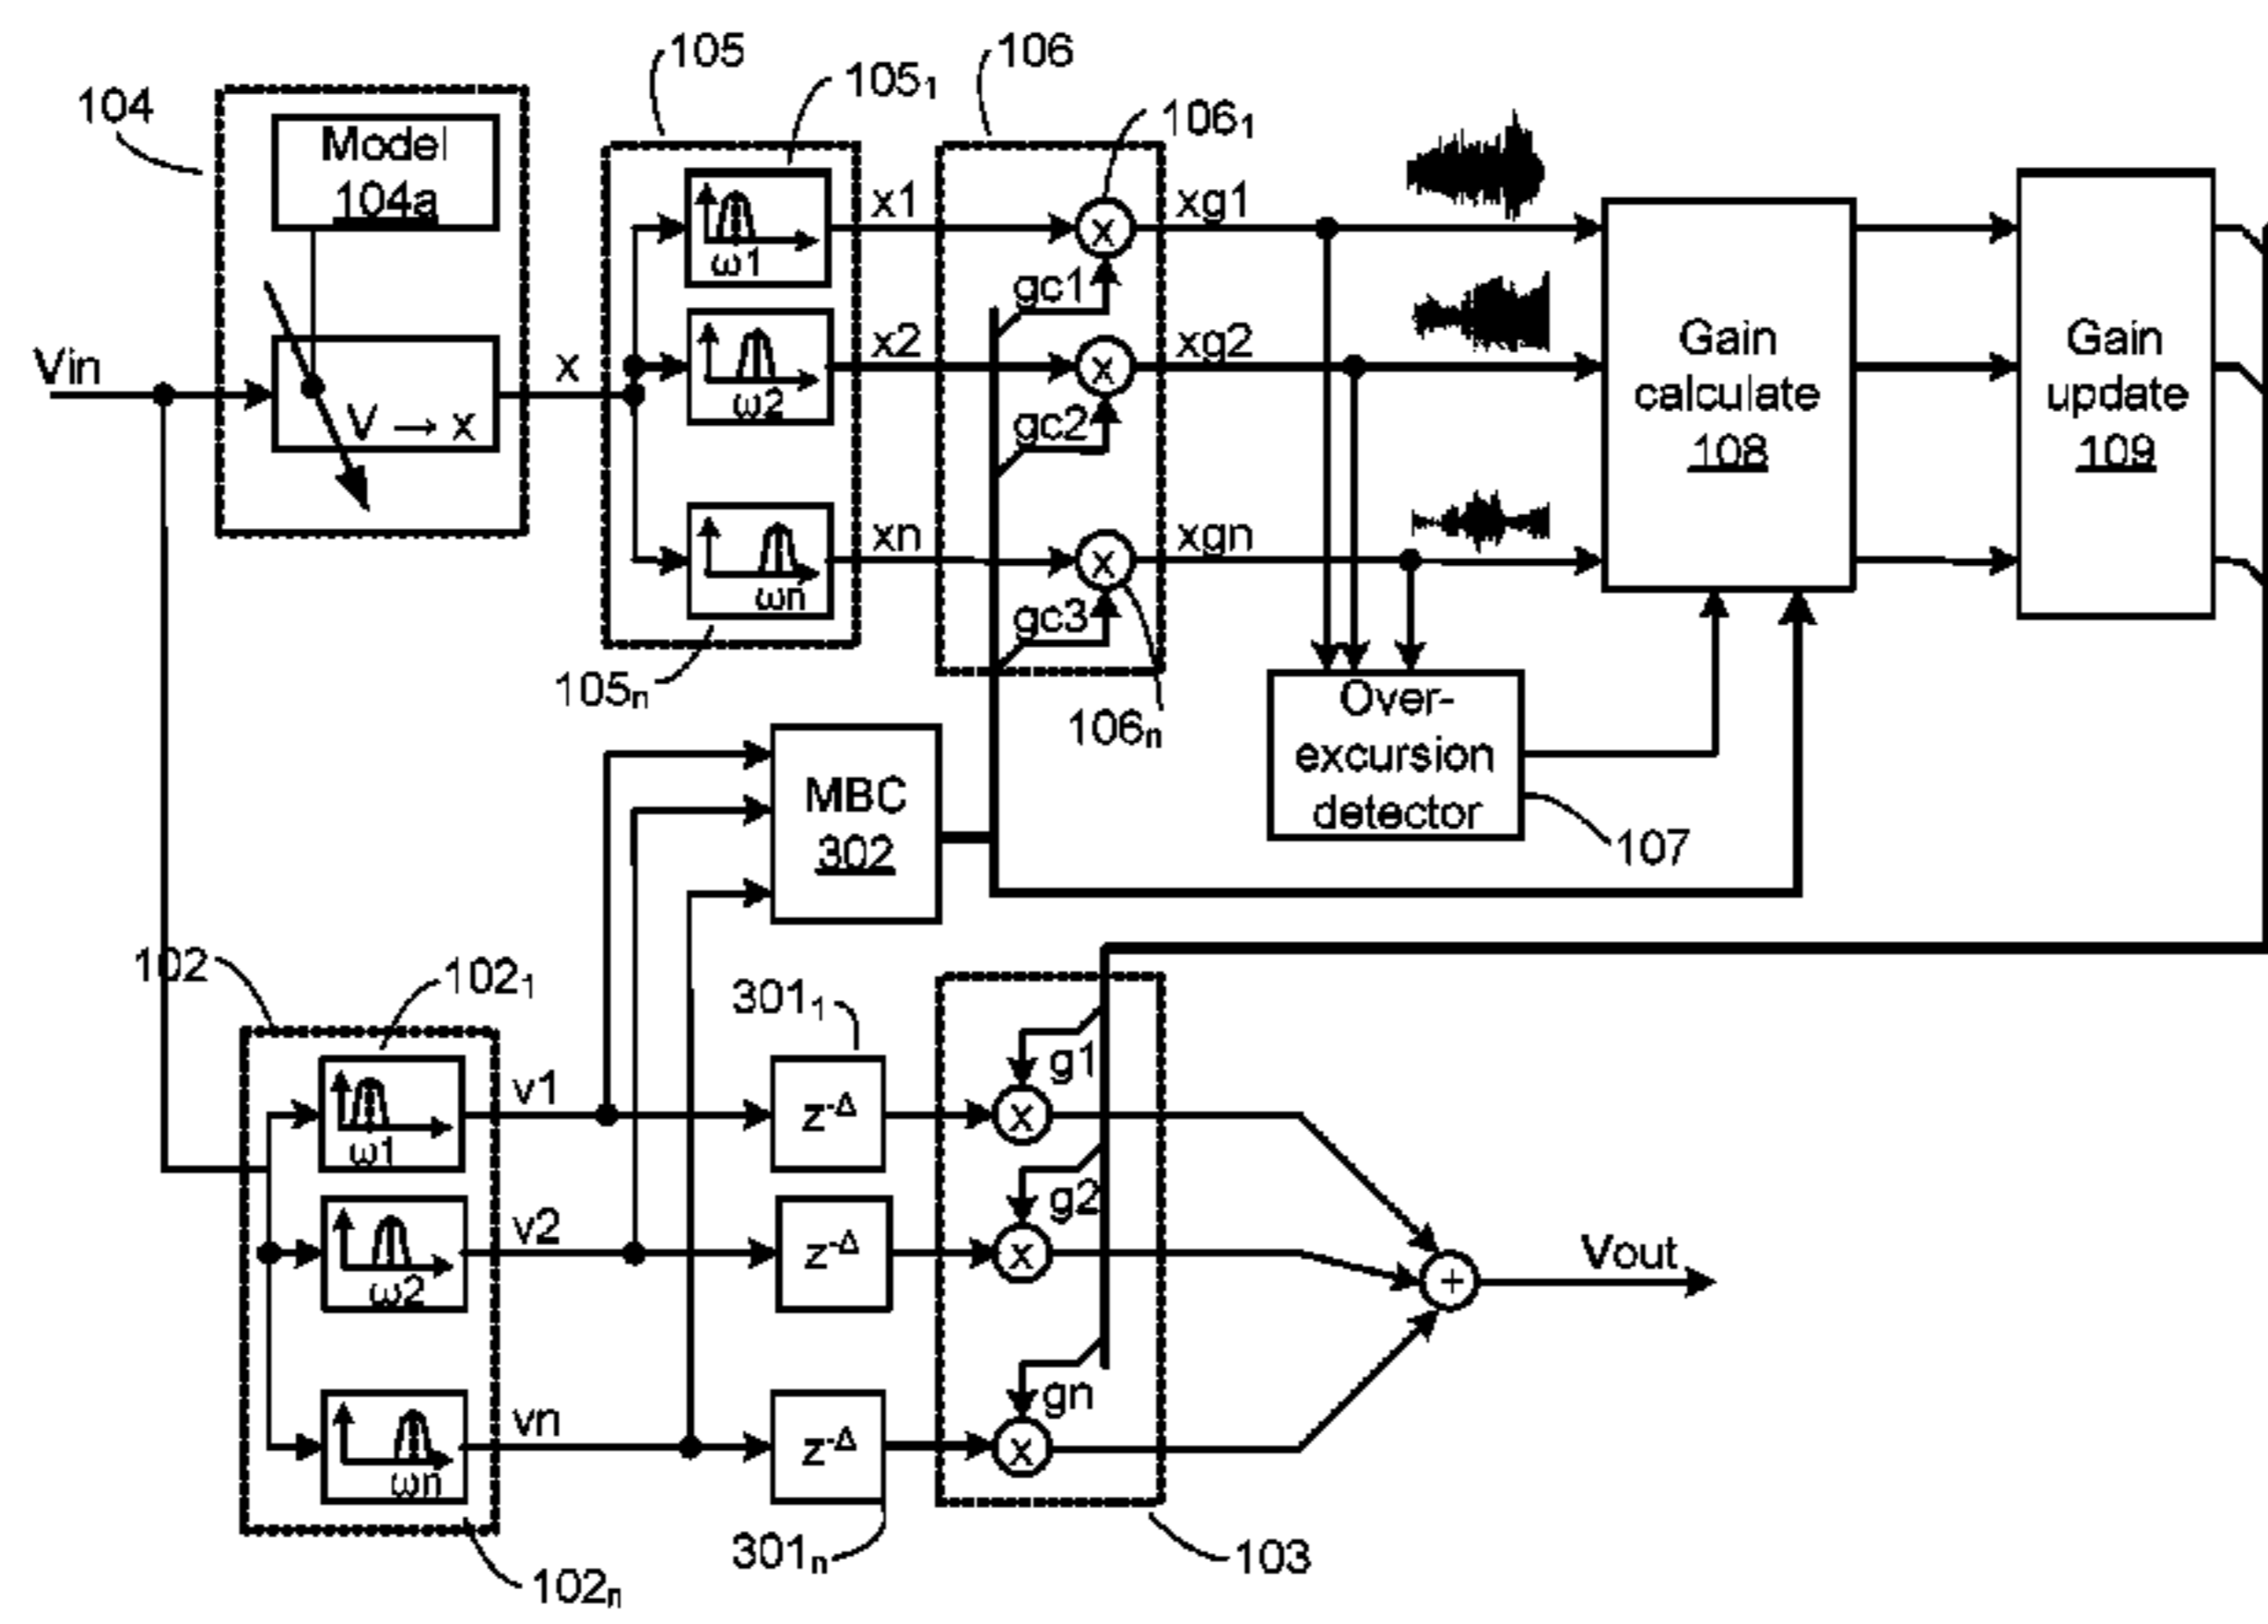 104
Model
104a
Vin
V → x
x
105
105₁
ω1
ω2
ωn
105ₙ
x1
x2
xn
106
106₁
x
x
x
gc1
gc2
gc3
106ₙ
xg1
xg2
xgn
Gain
calculate
108
Gain
update
109
Over-
excursion
detector
107
MBC
302
102
102₁
ω1
ω2
ωn
102ₙ
v1
v2
vn
301₁
z⁻Δ
z⁻Δ
z⁻Δ
301ₙ
g1
x
g2
x
gn
x
103
+
Vout